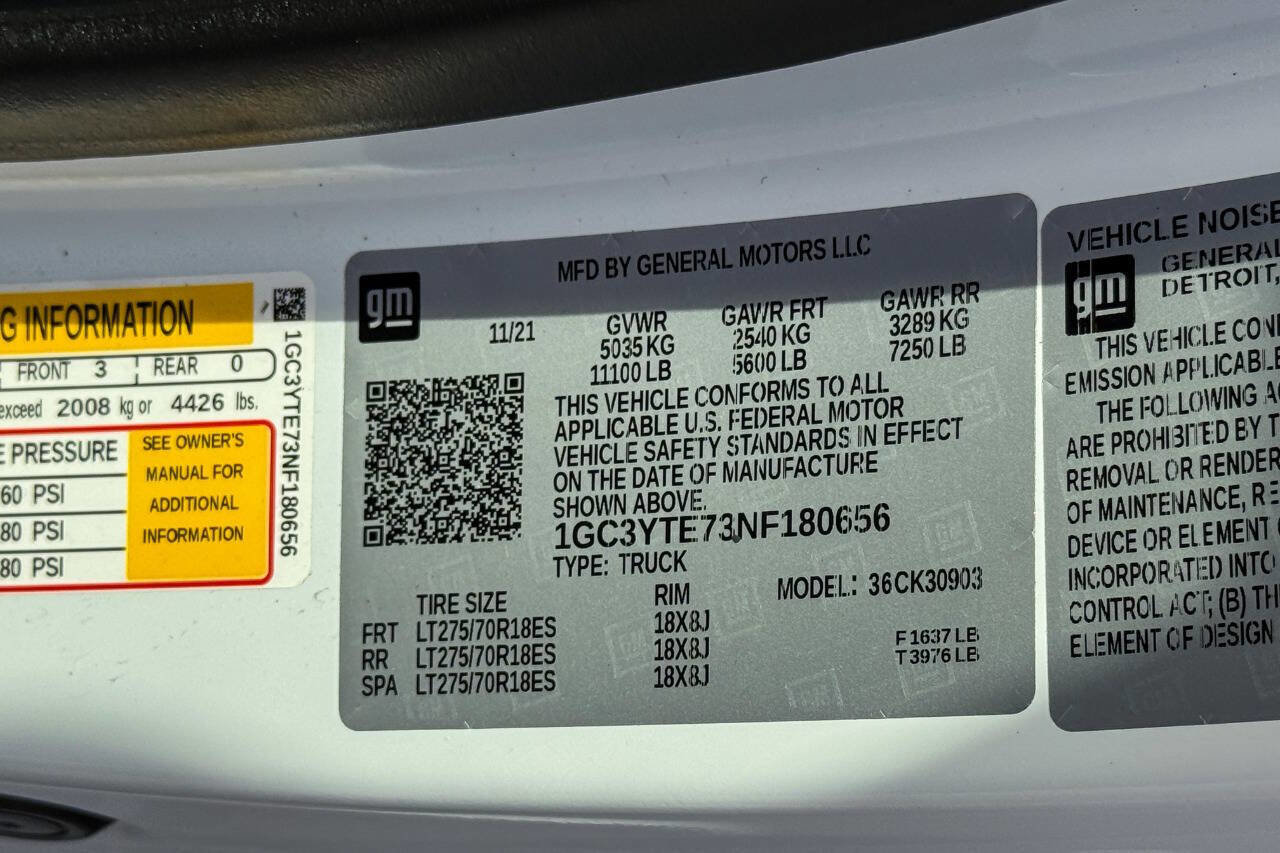 G INFORMATION
FRONT 3 REAR 0
exceed 2008 kg or 4426 lbs.
E PRESSURE
60 PSI
80 PSI
80 PSI
SEE OWNER'S
MANUAL FOR
ADDITIONAL
INFORMATION
1GC3YTE73NF180656
gm
MFD BY GENERAL MOTORS LLC
11/21
GVWR
5035 KG
11100 LB
GAWR FRT
2540 KG
5600 LB
GAWR RR
3289 KG
7250 LB
THIS VEHICLE CONFORMS TO ALL
APPLICABLE U.S. FEDERAL MOTOR
VEHICLE SAFETY STANDARDS IN EFFECT
ON THE DATE OF MANUFACTURE
SHOWN ABOVE.
1GC3YTE73NF180656
TYPE: TRUCK
MODEL: 36CK30903
TIRE SIZE RIM
FRT LT275/70R18ES 18X8J
RR LT275/70R18ES 18X8J
SPA LT275/70R18ES 18X8J
F 1637 LB
T 3976 LB
VEHICLE NOISE
gm
GENERAL
DETROIT,
THIS VEHICLE CON
EMISSION APPLICABLE
THE FOLLOWING A
ARE PROHIBITED BY T
REMOVAL OR RENDER
OF MAINTENANCE, RE
DEVICE OR ELEMENT
INCORPORATED INTO
CONTROL ACT; (B) TH
ELEMENT OF DESIGN